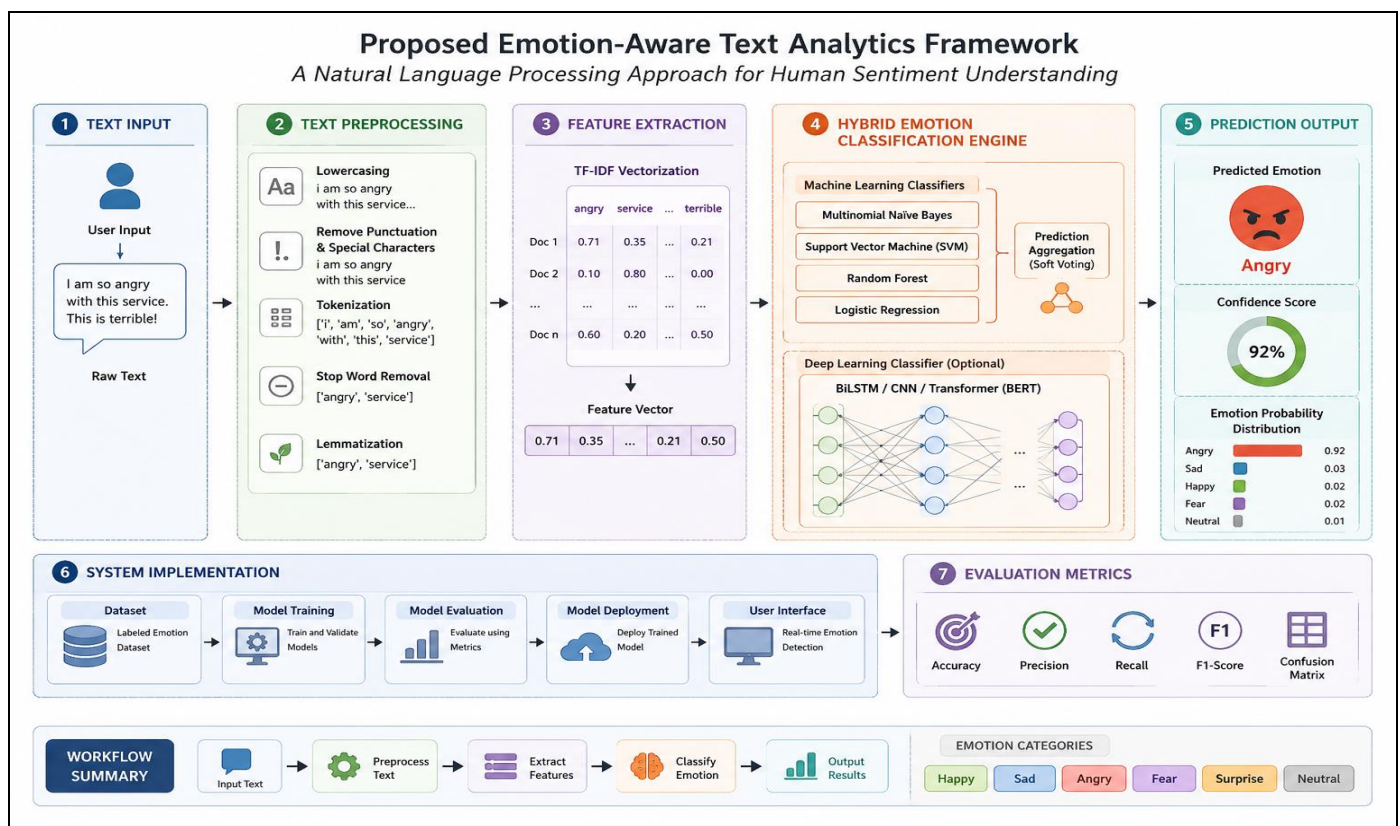 Proposed Emotion-Aware Text Analytics Framework
A Natural Language Processing Approach for Human Sentiment Understanding
1 TEXT INPUT
User Input
I am so angry
with this service.
This is terrible!
Raw Text
2 TEXT PREPROCESSING
Aa
Lowercasing
i am so angry
with this service...
!.
Remove Punctuation
& Special Characters
i am so angry
with this service
Tokenization
['i', 'am', 'so', 'angry',
'with', 'this', 'service']
Stop Word Removal
['angry', 'service']
Lemmatization
['angry', 'service']
3 FEATURE EXTRACTION
TF-IDF Vectorization
angry service ... terrible
Doc 1 0.71 0.35 ... 0.21
Doc 2 0.10 0.80 ... 0.00
... ... ... ... ...
Doc n 0.60 0.20 ... 0.50
Feature Vector
0.71 0.35 ... 0.21 0.50
4 HYBRID EMOTION
CLASSIFICATION ENGINE
Machine Learning Classifiers
Multinomial Naïve Bayes
Support Vector Machine (SVM)
Random Forest
Logistic Regression
Prediction
Aggregation
(Soft Voting)
Deep Learning Classifier (Optional)
BiLSTM / CNN / Transformer (BERT)
...
...
5 PREDICTION OUTPUT
Predicted Emotion
Angry
Confidence Score
92%
Emotion Probability
Distribution
Angry 0.92
Sad 0.03
Happy 0.02
Fear 0.02
Neutral 0.01
6 SYSTEM IMPLEMENTATION
Dataset
Labeled Emotion
Dataset
Model Training
Train and Validate
Models
Model Evaluation
Evaluate using
Metrics
Model Deployment
Deploy Trained
Model
User Interface
Real-time Emotion
Detection
7 EVALUATION METRICS
Accuracy
Precision
Recall
F1
F1-Score
Confusion
Matrix
WORKFLOW
SUMMARY
Input Text
Preprocess
Text
Extract
Features
Classify
Emotion
Output
Results
EMOTION CATEGORIES
Happy
Sad
Angry
Fear
Surprise
Neutral